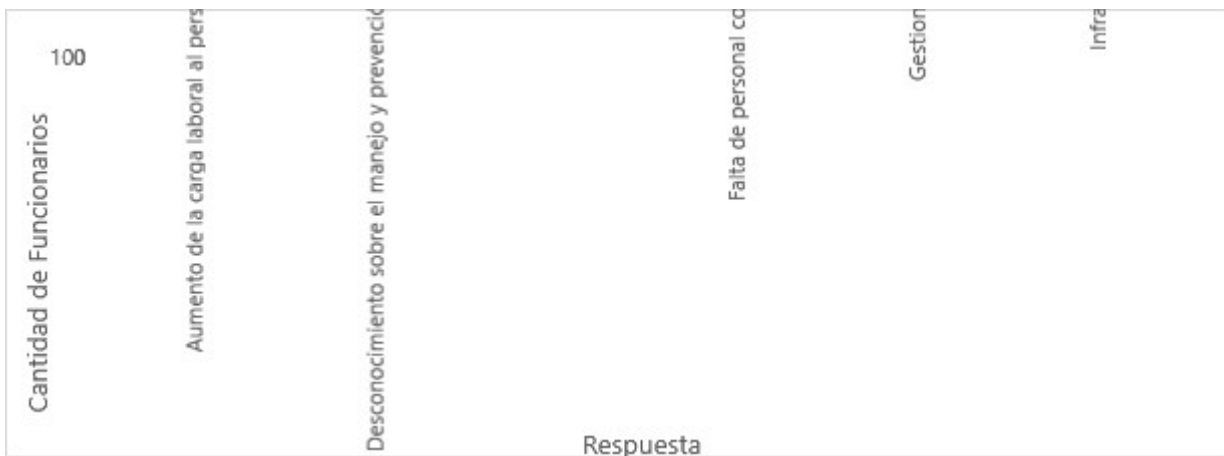 100
Cantidad de Funcionarios
Aumento de la carga laboral al pers
Desconocimiento sobre el manejo y prevenció
Falta de personal co
Gestion
Infra
Respuesta